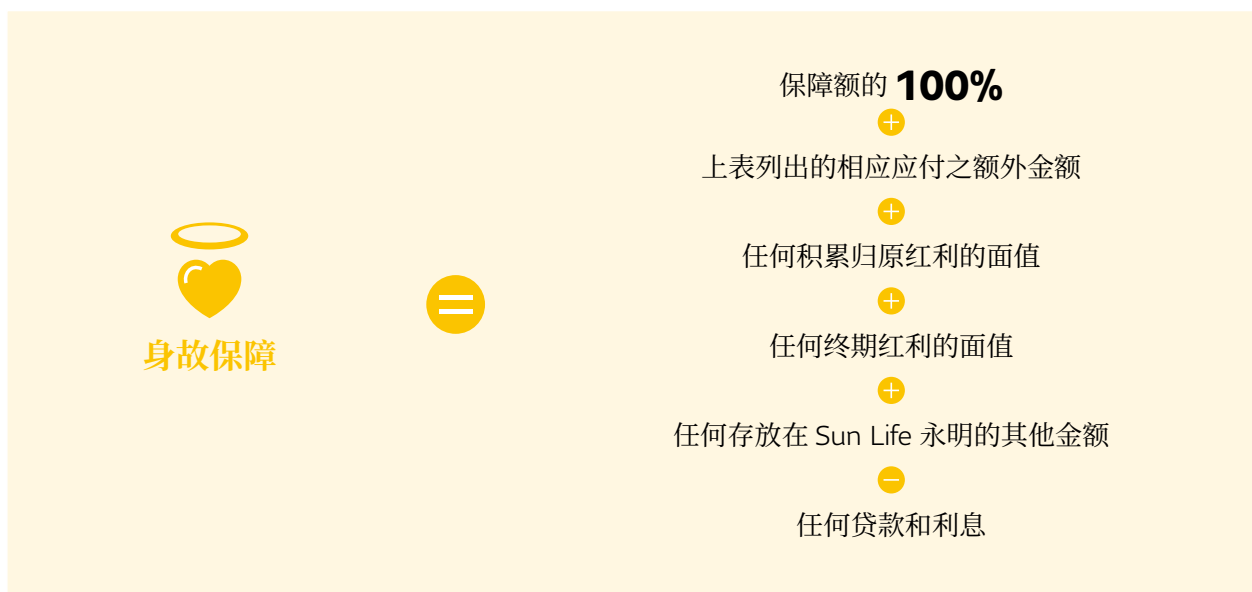 身故保障
=
保障额的 100%
+
上表列出的相应应付之额外金额
+
任何积累归原红利的面值
+
任何终期红利的面值
+
任何存放在 Sun Life 永明的其他金额
−
任何贷款和利息